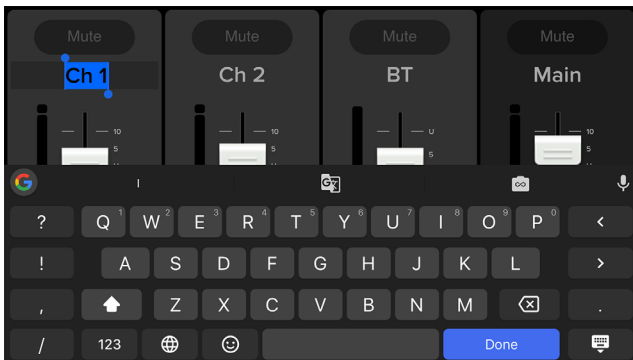 Mute Mute Mute Mute
Ch 1 Ch 2 BT Main
10 10 U 10
5 5 5 5
I
? Q 1 W 2 E 3 R 4 T 5 Y 6 U 7 I 8 O 9 P 0 <
! A S D F G H J K L >
, Z X C V B N M .
/ 123 Done